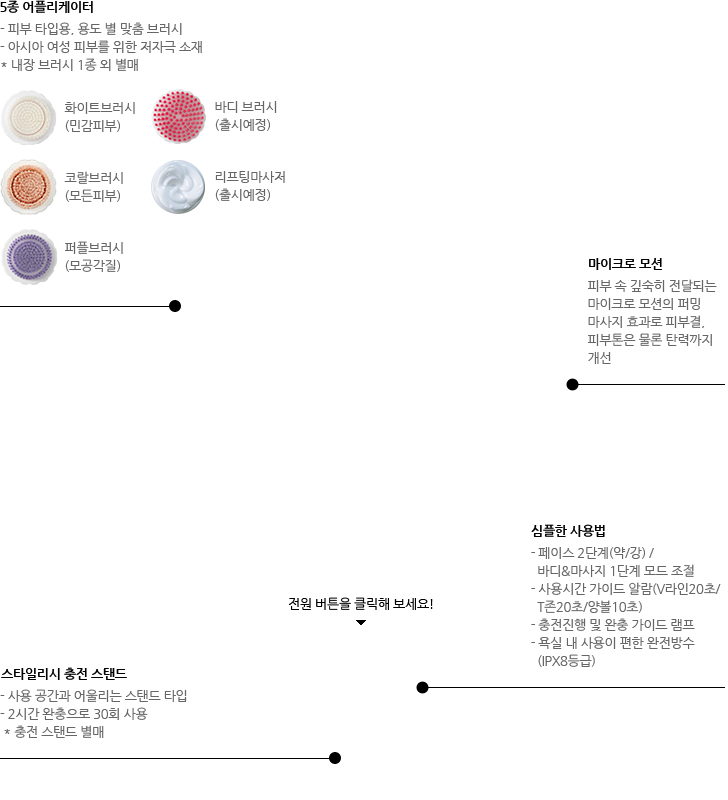 5종 어플리케이터
- 피부 타입용, 용도 별 맞춤 브러시
- 아시아 여성 피부를 위한 저자극 소재
* 내장 브러시 1종 외 별매
화이트브러시
(민감피부)
바디 브러시
(출시예정)
코랄브러시
(모든피부)
리프팅마사저
(출시예정)
퍼플브러시
(모공각질)
마이크로 모션
피부 속 깊숙히 전달되는
마이크로 모션의 퍼밍
마사지 효과로 피부결,
피부톤은 물론 탄력까지
개선
심플한 사용법
- 페이스 2단계(약/강) /
바디&마사지 1단계 모드 조절
- 사용시간 가이드 알람(V라인20초/
T존20초/양볼10초)
- 충전진행 및 완충 가이드 램프
- 욕실 내 사용이 편한 완전방수
(IPX8등급)
전원 버튼을 클릭해 보세요!
스타일리시 충전 스탠드
- 사용 공간과 어울리는 스탠드 타입
- 2시간 완충으로 30회 사용
* 충전 스탠드 별매